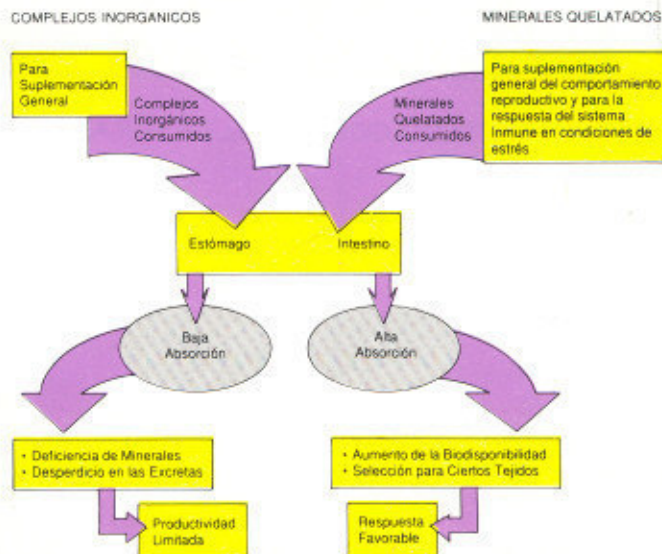 COMPLEJOS INORGANICOS
MINERALES QUELATADOS
Para
Suplementación
General
Complejos
Inorgánicos
Consumidos
Minerales
Quelatados
Consumidos
Para suplementación
general del comportamiento
reproductivo y para la
respuesta del sistema
Inmune en condiciones de
estrés
Estómago
Intestino
Baja
Absorción
Alta
Absorción
• Deficiencia de Minerales
• Desperdicio en las Excretas
• Aumento de la Biodisponibilidad
• Selección para Ciertos Tejidos
Productividad
Limitada
Respuesta
Favorable